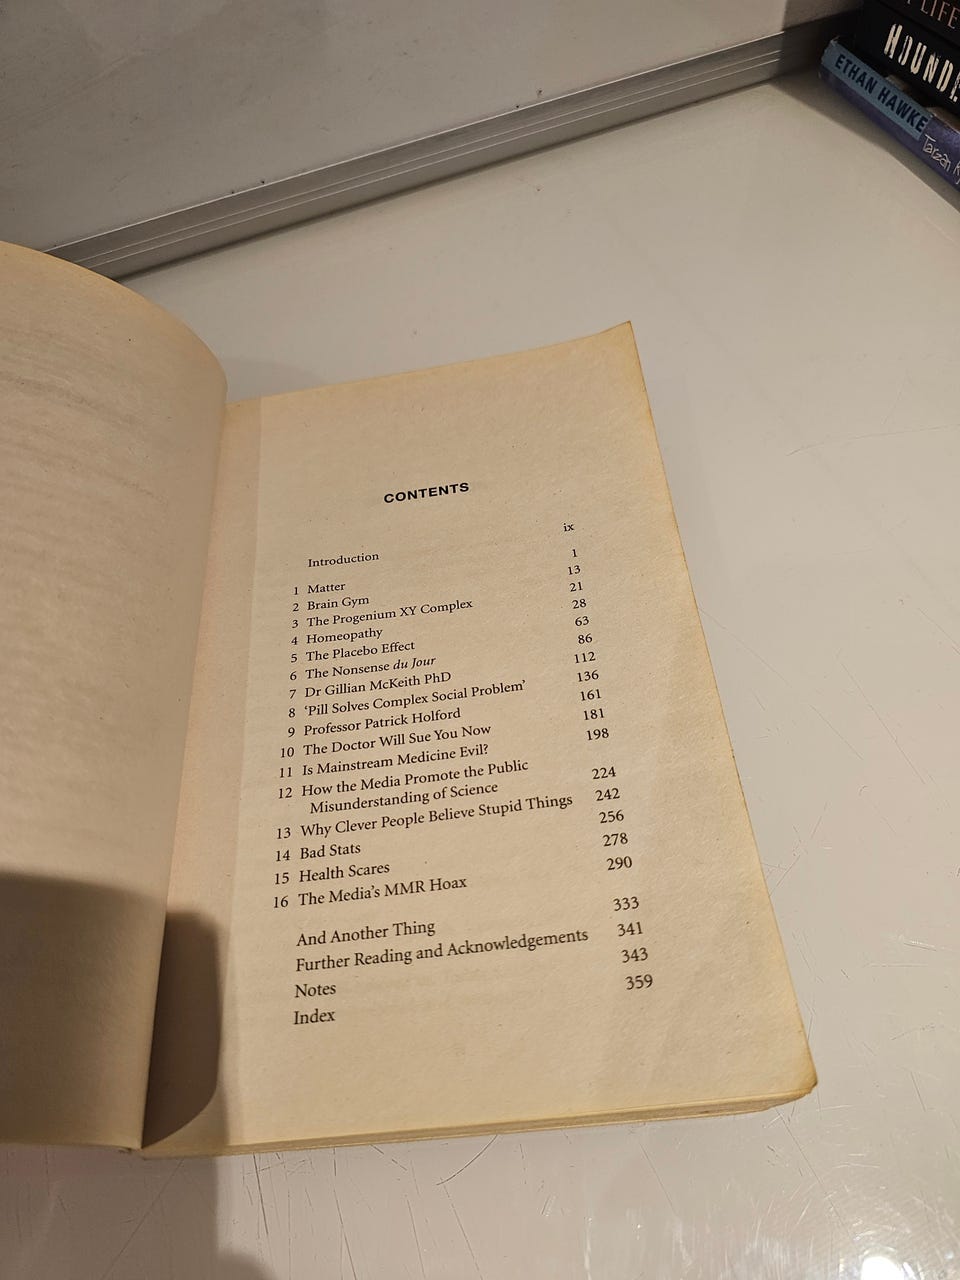 LIFE
HOUNDE
ETHAN HAWKE
Tarzan
CONTENTS
Introduction ix
1 Matter 1
2 Brain Gym 13
3 The Progenium XY Complex 21
4 Homeopathy 28
5 The Placebo Effect 63
6 The Nonsense du Jour 86
7 Dr Gillian McKeith PhD 112
8 ‘Pill Solves Complex Social Problem’ 136
9 Professor Patrick Holford 161
10 The Doctor Will Sue You Now 181
11 Is Mainstream Medicine Evil? 198
12 How the Media Promote the Public
Misunderstanding of Science 224
13 Why Clever People Believe Stupid Things 242
14 Bad Stats 256
15 Health Scares 278
16 The Media’s MMR Hoax 290
And Another Thing 333
Further Reading and Acknowledgements 341
Notes 343
Index 359